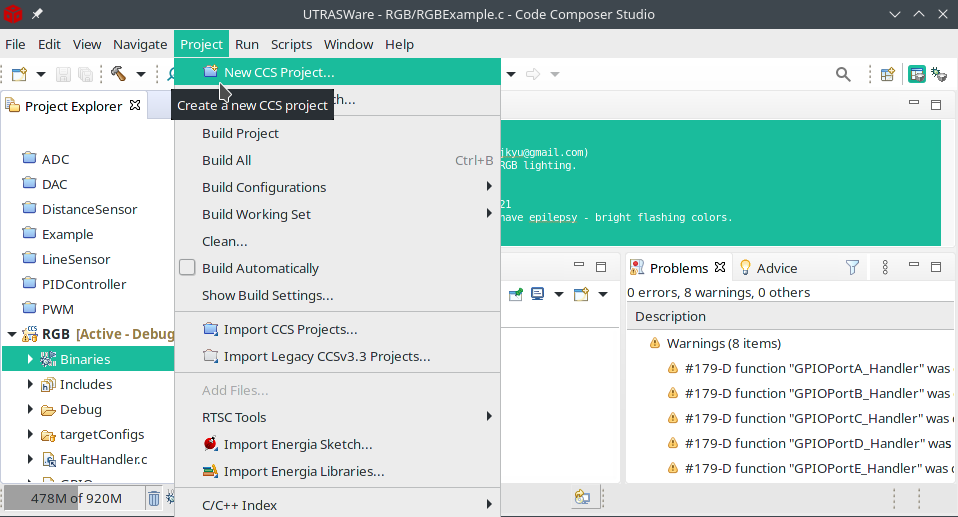 UTRASWare - RGB/RGBExample.c - Code Composer Studio
File Edit View Navigate Project Run Scripts Window Help
New CCS Project...
Create a new CCS project
Build Project
Build All Ctrl+B
Build Configurations
Build Working Set
Clean...
Build Automatically
Show Build Settings...
Import CCS Projects...
Import Legacy CCSv3.3 Projects...
Add Files...
RTSC Tools
Import Energia Sketch...
Import Energia Libraries...
C/C++ Index
Project Explorer
ADC
DAC
DistanceSensor
Example
LineSensor
PIDController
PWM
RGB [Active - Debug
Binaries
Includes
Debug
targetConfigs
FaultHandler.c
478M of 920M
jkyu@gmail.com)
RGB lighting.
21
have epilepsy - bright flashing colors.
Problems Advice
0 errors, 8 warnings, 0 others
Description
Warnings (8 items)
#179-D function "GPIOPortA_Handler" was
#179-D function "GPIOPortB_Handler" was
#179-D function "GPIOPortC_Handler" was
#179-D function "GPIOPortD_Handler" was
#179-D function "GPIOPortE_Handler" was